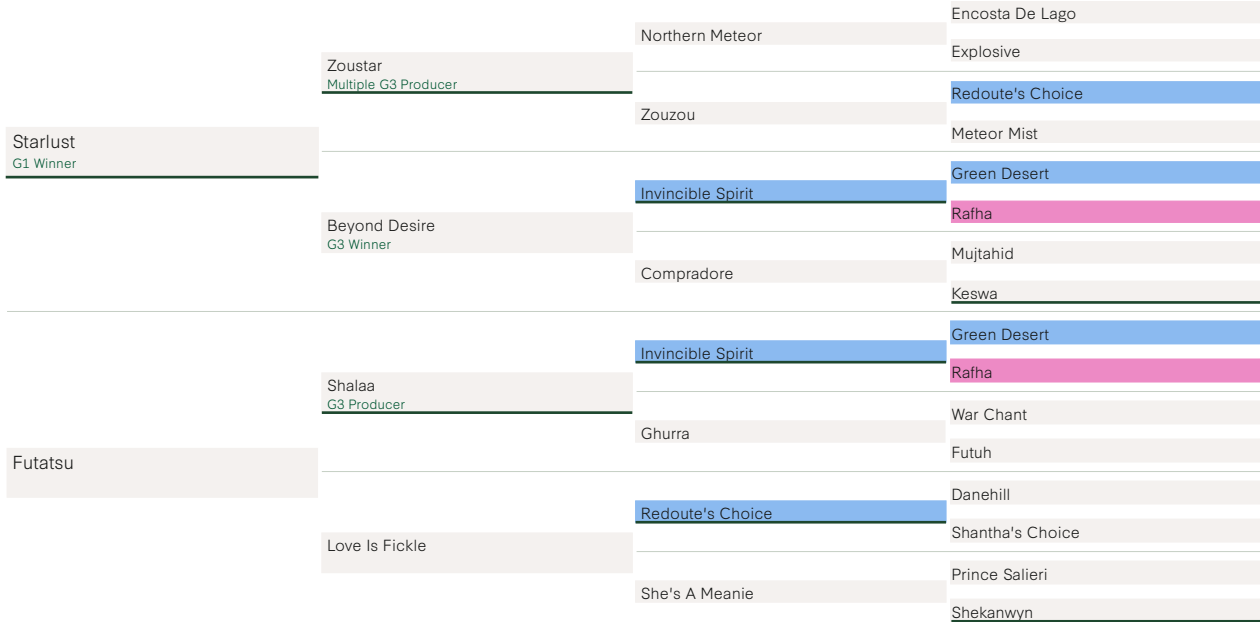 Starlust
G1 Winner
Zoustar
Multiple G3 Producer
Northern Meteor
Encosta De Lago
Explosive
Zouzou
Redoute's Choice
Meteor Mist
Beyond Desire
G3 Winner
Invincible Spirit
Green Desert
Rafha
Compradore
Mujtahid
Keswa
Futatsu
Shalaa
G3 Producer
Invincible Spirit
Green Desert
Rafha
Ghurra
War Chant
Futuh
Love Is Fickle
Redoute's Choice
Danehill
Shantha's Choice
She's A Meanie
Prince Salieri
Shekanwyn